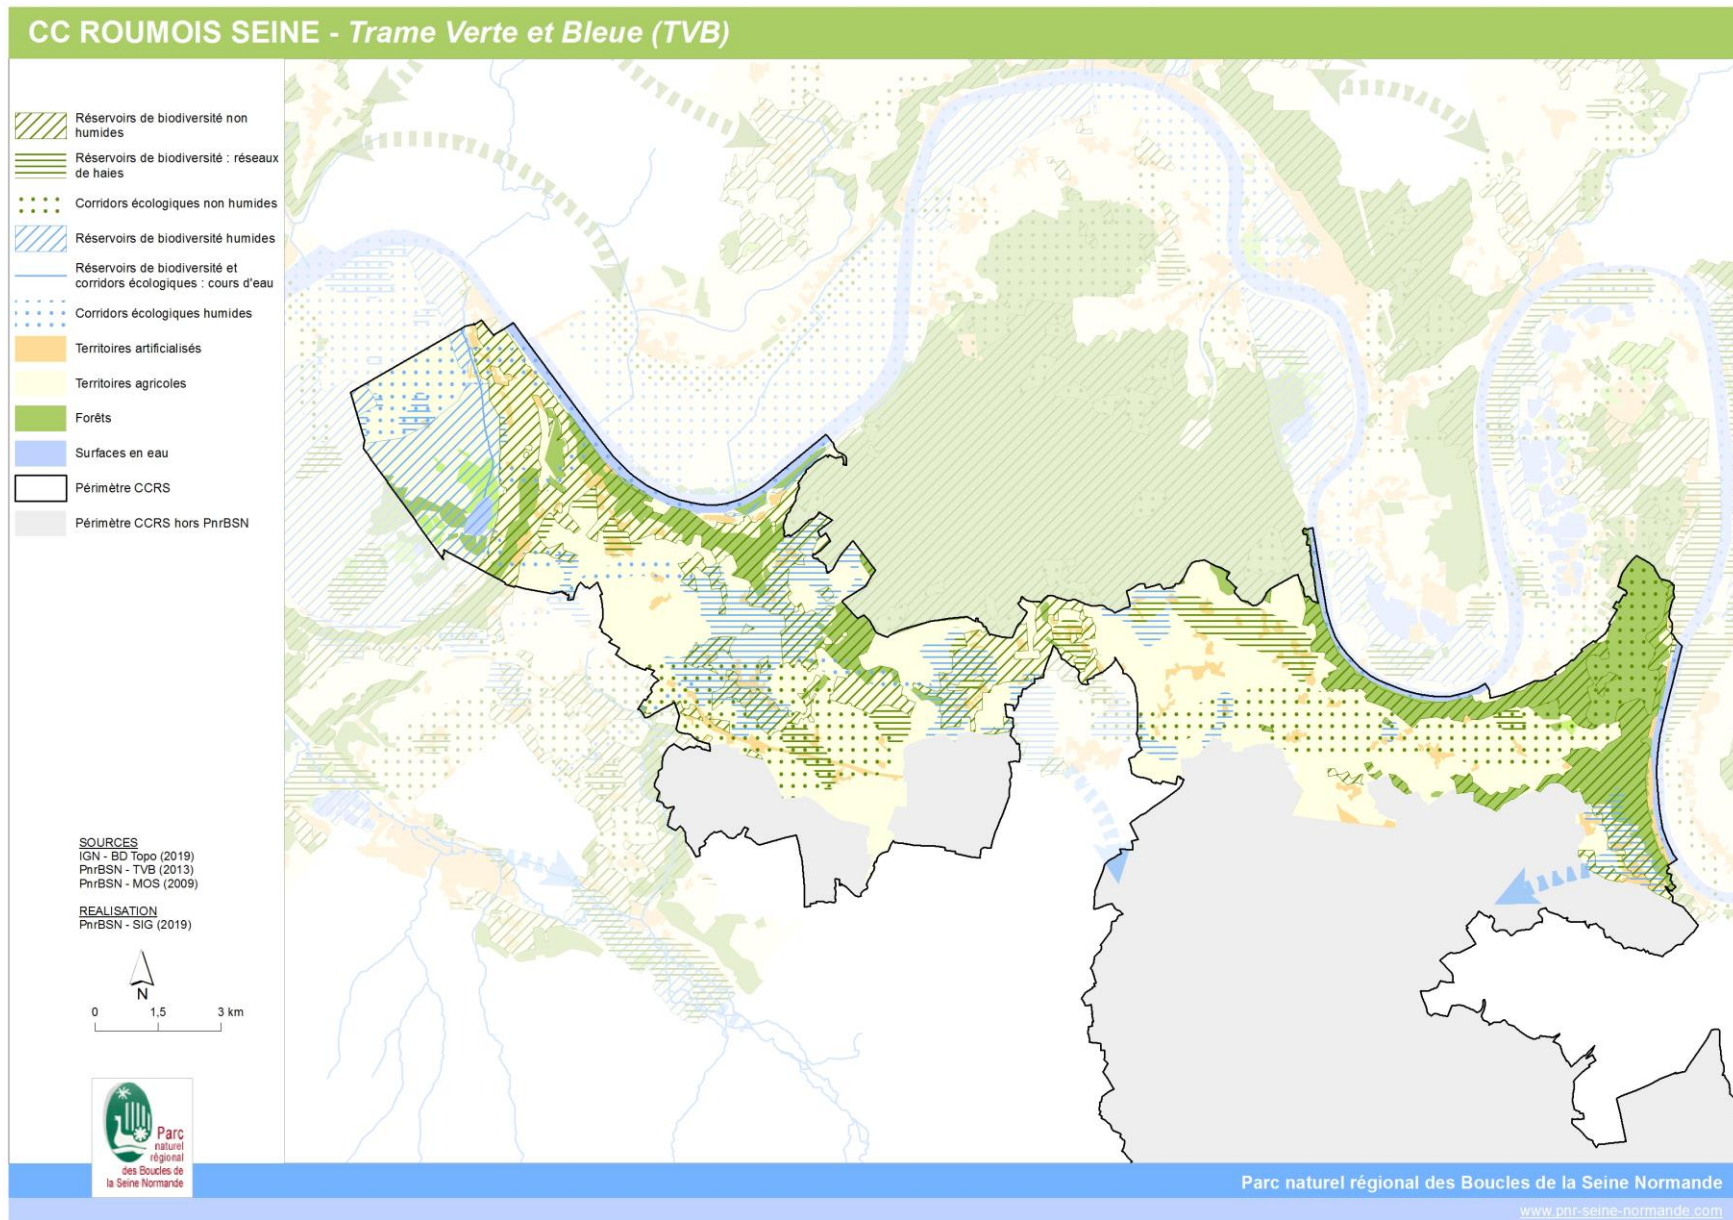 CC ROUMOIS SEINE - Trame Verte et Bleue (TVB)
Réservoirs de biodiversité non
humides
Réservoirs de biodiversité : réseaux
de haies
Corridors écologiques non humides
Réservoirs de biodiversité humides
Réservoirs de biodiversité et
corridors écologiques : cours d'eau
Corridors écologiques humides
Territoires artificialisés
Territoires agricoles
Forêts
Surfaces en eau
Périmètre CCRS
Périmètre CCRS hors PnrBSN
SOURCES
IGN - BD Topo (2019)
PnrBSN - TVB (2013)
PnrBSN - MOS (2009)
REALISATION
PnrBSN - SIG (2019)
N
0 1,5 3 km
Parc
naturel
régional
des Boucles de
la Seine Normande
Parc naturel régional des Boucles de la Seine Normande
www.pnr-seine-normande.com